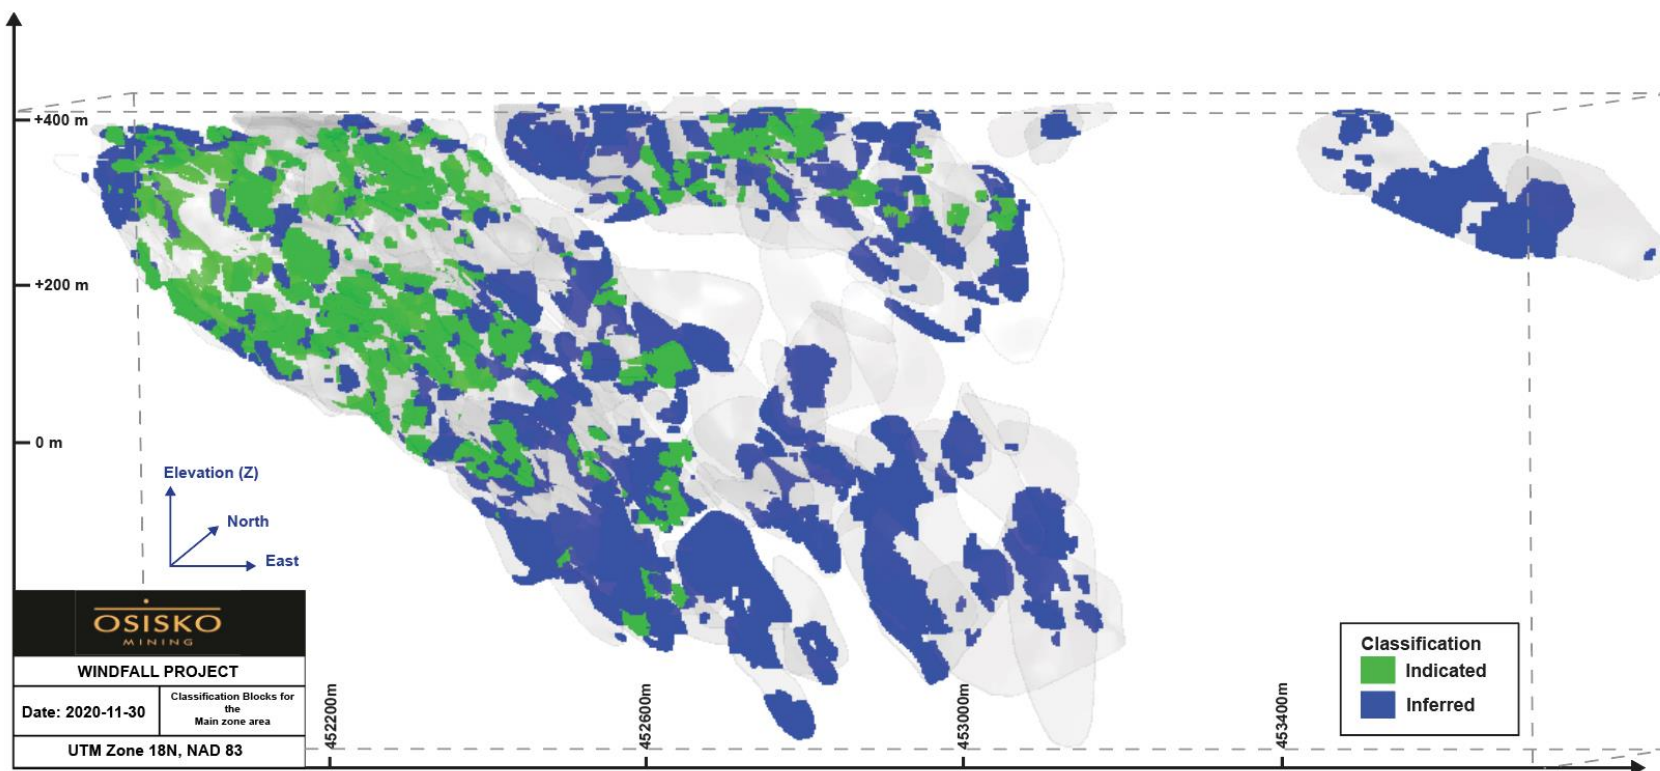 +400 m
+200 m
0 m
Elevation (Z)
North
East
OSISKO
MINING
WINDFALL PROJECT
Date: 2020-11-30
Classification Blocks for
the
Main zone area
UTM Zone 18N, NAD 83
452200m
452600m
453000m
453400m
Classification
Indicated
Inferred